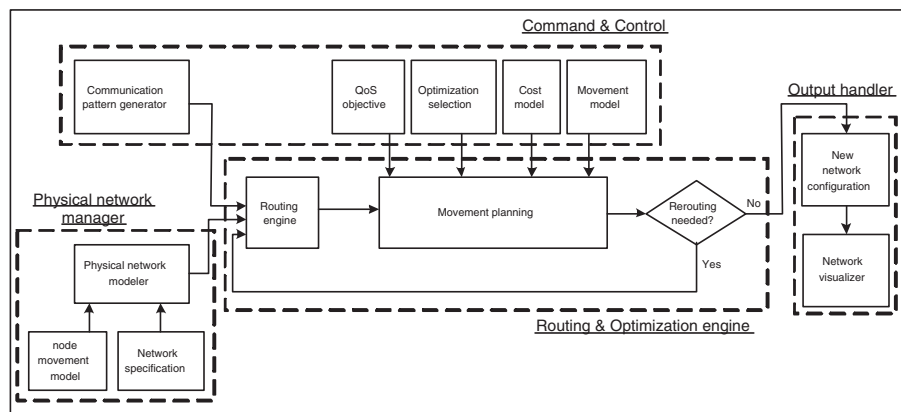 Command & Control
Communication
pattern generator
QoS
objective
Optimization
selection
Cost
model
Movement
model
Output handler
New
network
configuration
Network
visualizer
Physical network
manager
Physical network
modeler
node
movement
model
Network
specification
Routing
engine
Movement planning
Rerouting
needed?
No
Yes
Routing & Optimization engine